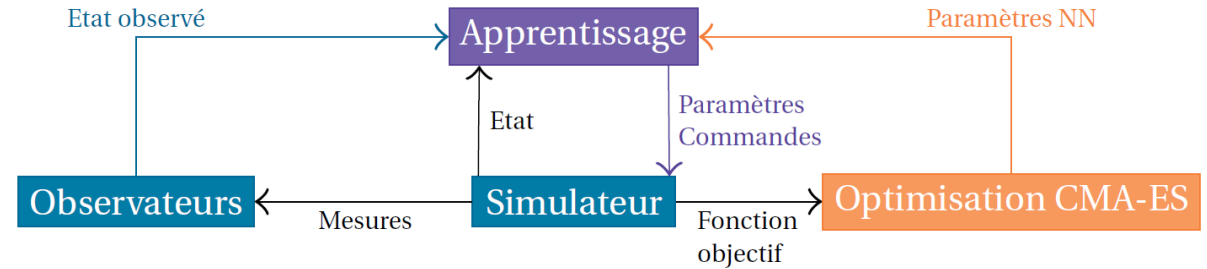 Etat observé
Apprentissage
Paramètres NN
Etat
Paramètres
Commandes
Observateurs
Mesures
Simulateur
Fonction
objectif
Optimisation CMA-ES